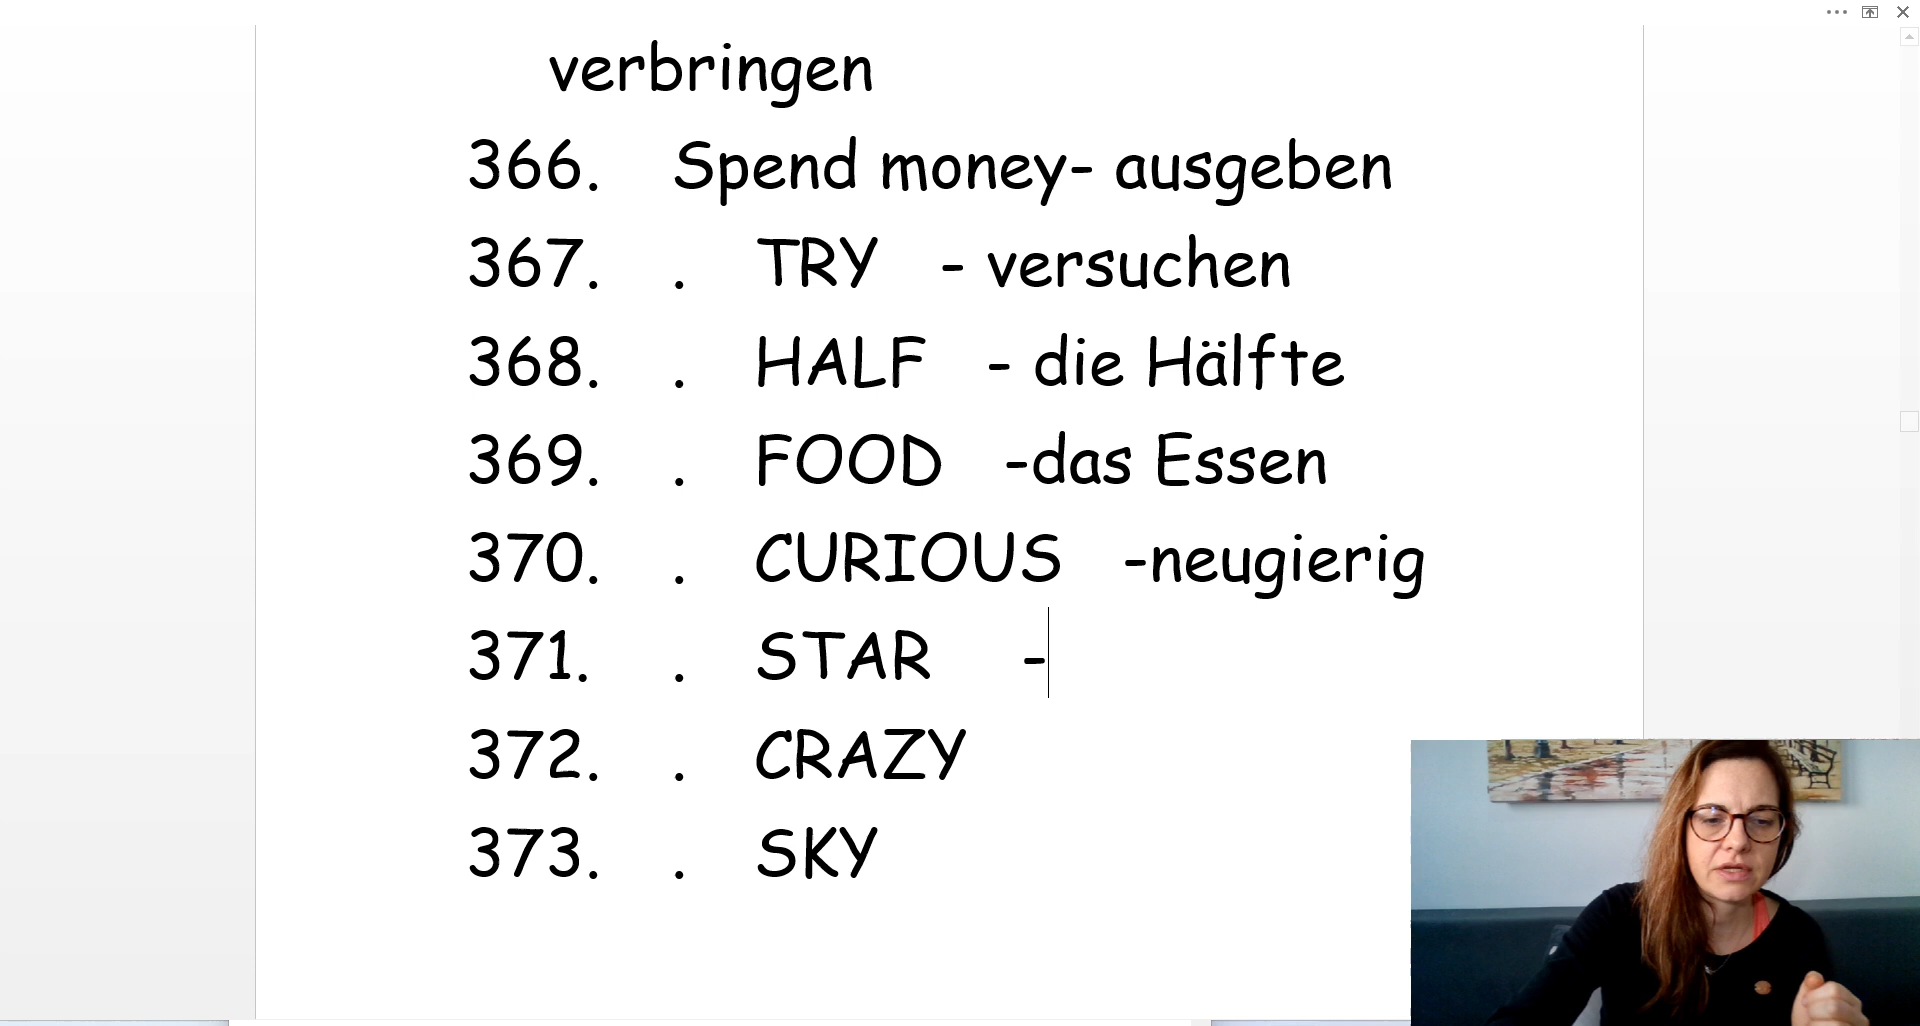 verbringen
366. Spend money- ausgeben
367. . TRY - versuchen
368. . HALF - die Hälfte
369. . FOOD -das Essen
370. . CURIOUS -neugierig
371. . STAR -
372. . CRAZY
373. . SKY